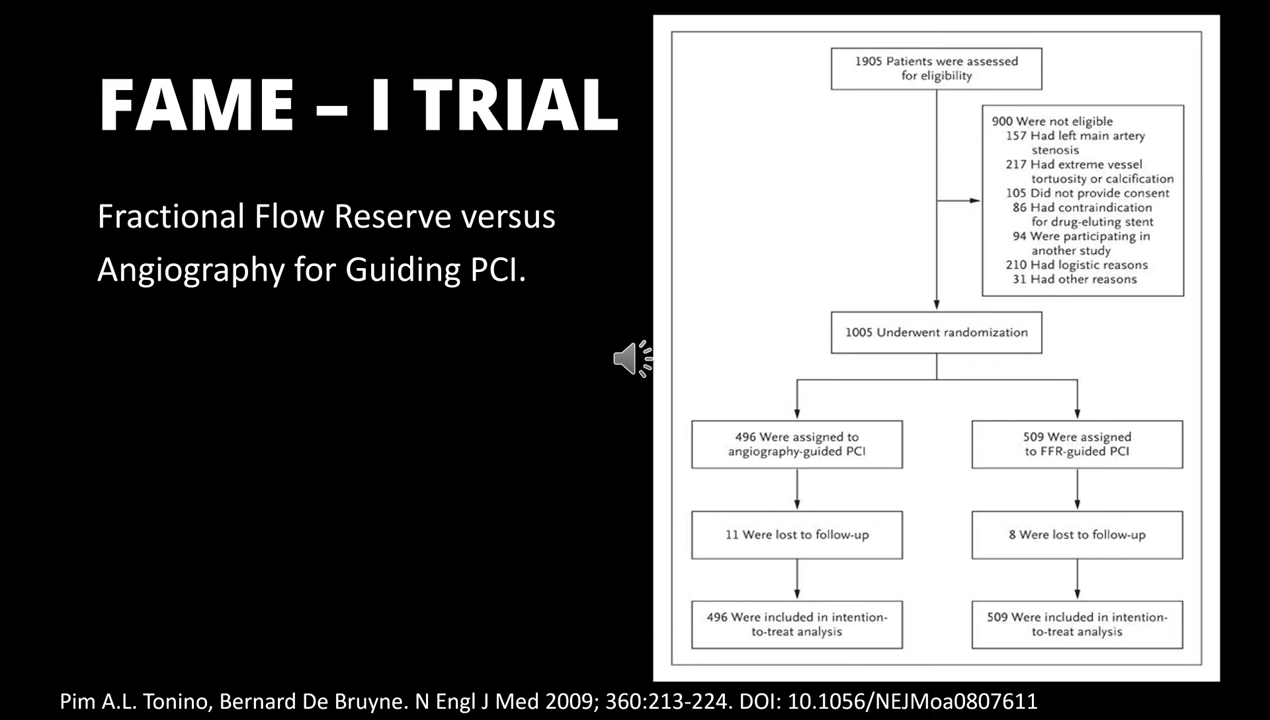 FAME – I TRIAL
Fractional Flow Reserve versus
Angiography for Guiding PCI.
1905 Patients were assessed
for eligibility
900 Were not eligible
157 Had left main artery
stenosis
217 Had extreme vessel
tortuosity or calcification
105 Did not provide consent
86 Had contraindication
for drug-eluting stent
94 Were participating in
another study
210 Had logistic reasons
31 Had other reasons
1005 Underwent randomization
496 Were assigned to
angiography-guided PCI
509 Were assigned
to FFR-guided PCI
11 Were lost to follow-up
8 Were lost to follow-up
496 Were included in intention-
to-treat analysis
509 Were included in intention-
to-treat analysis
Pim A.L. Tonino, Bernard De Bruyne. N Engl J Med 2009; 360:213-224. DOI: 10.1056/NEJMoa0807611